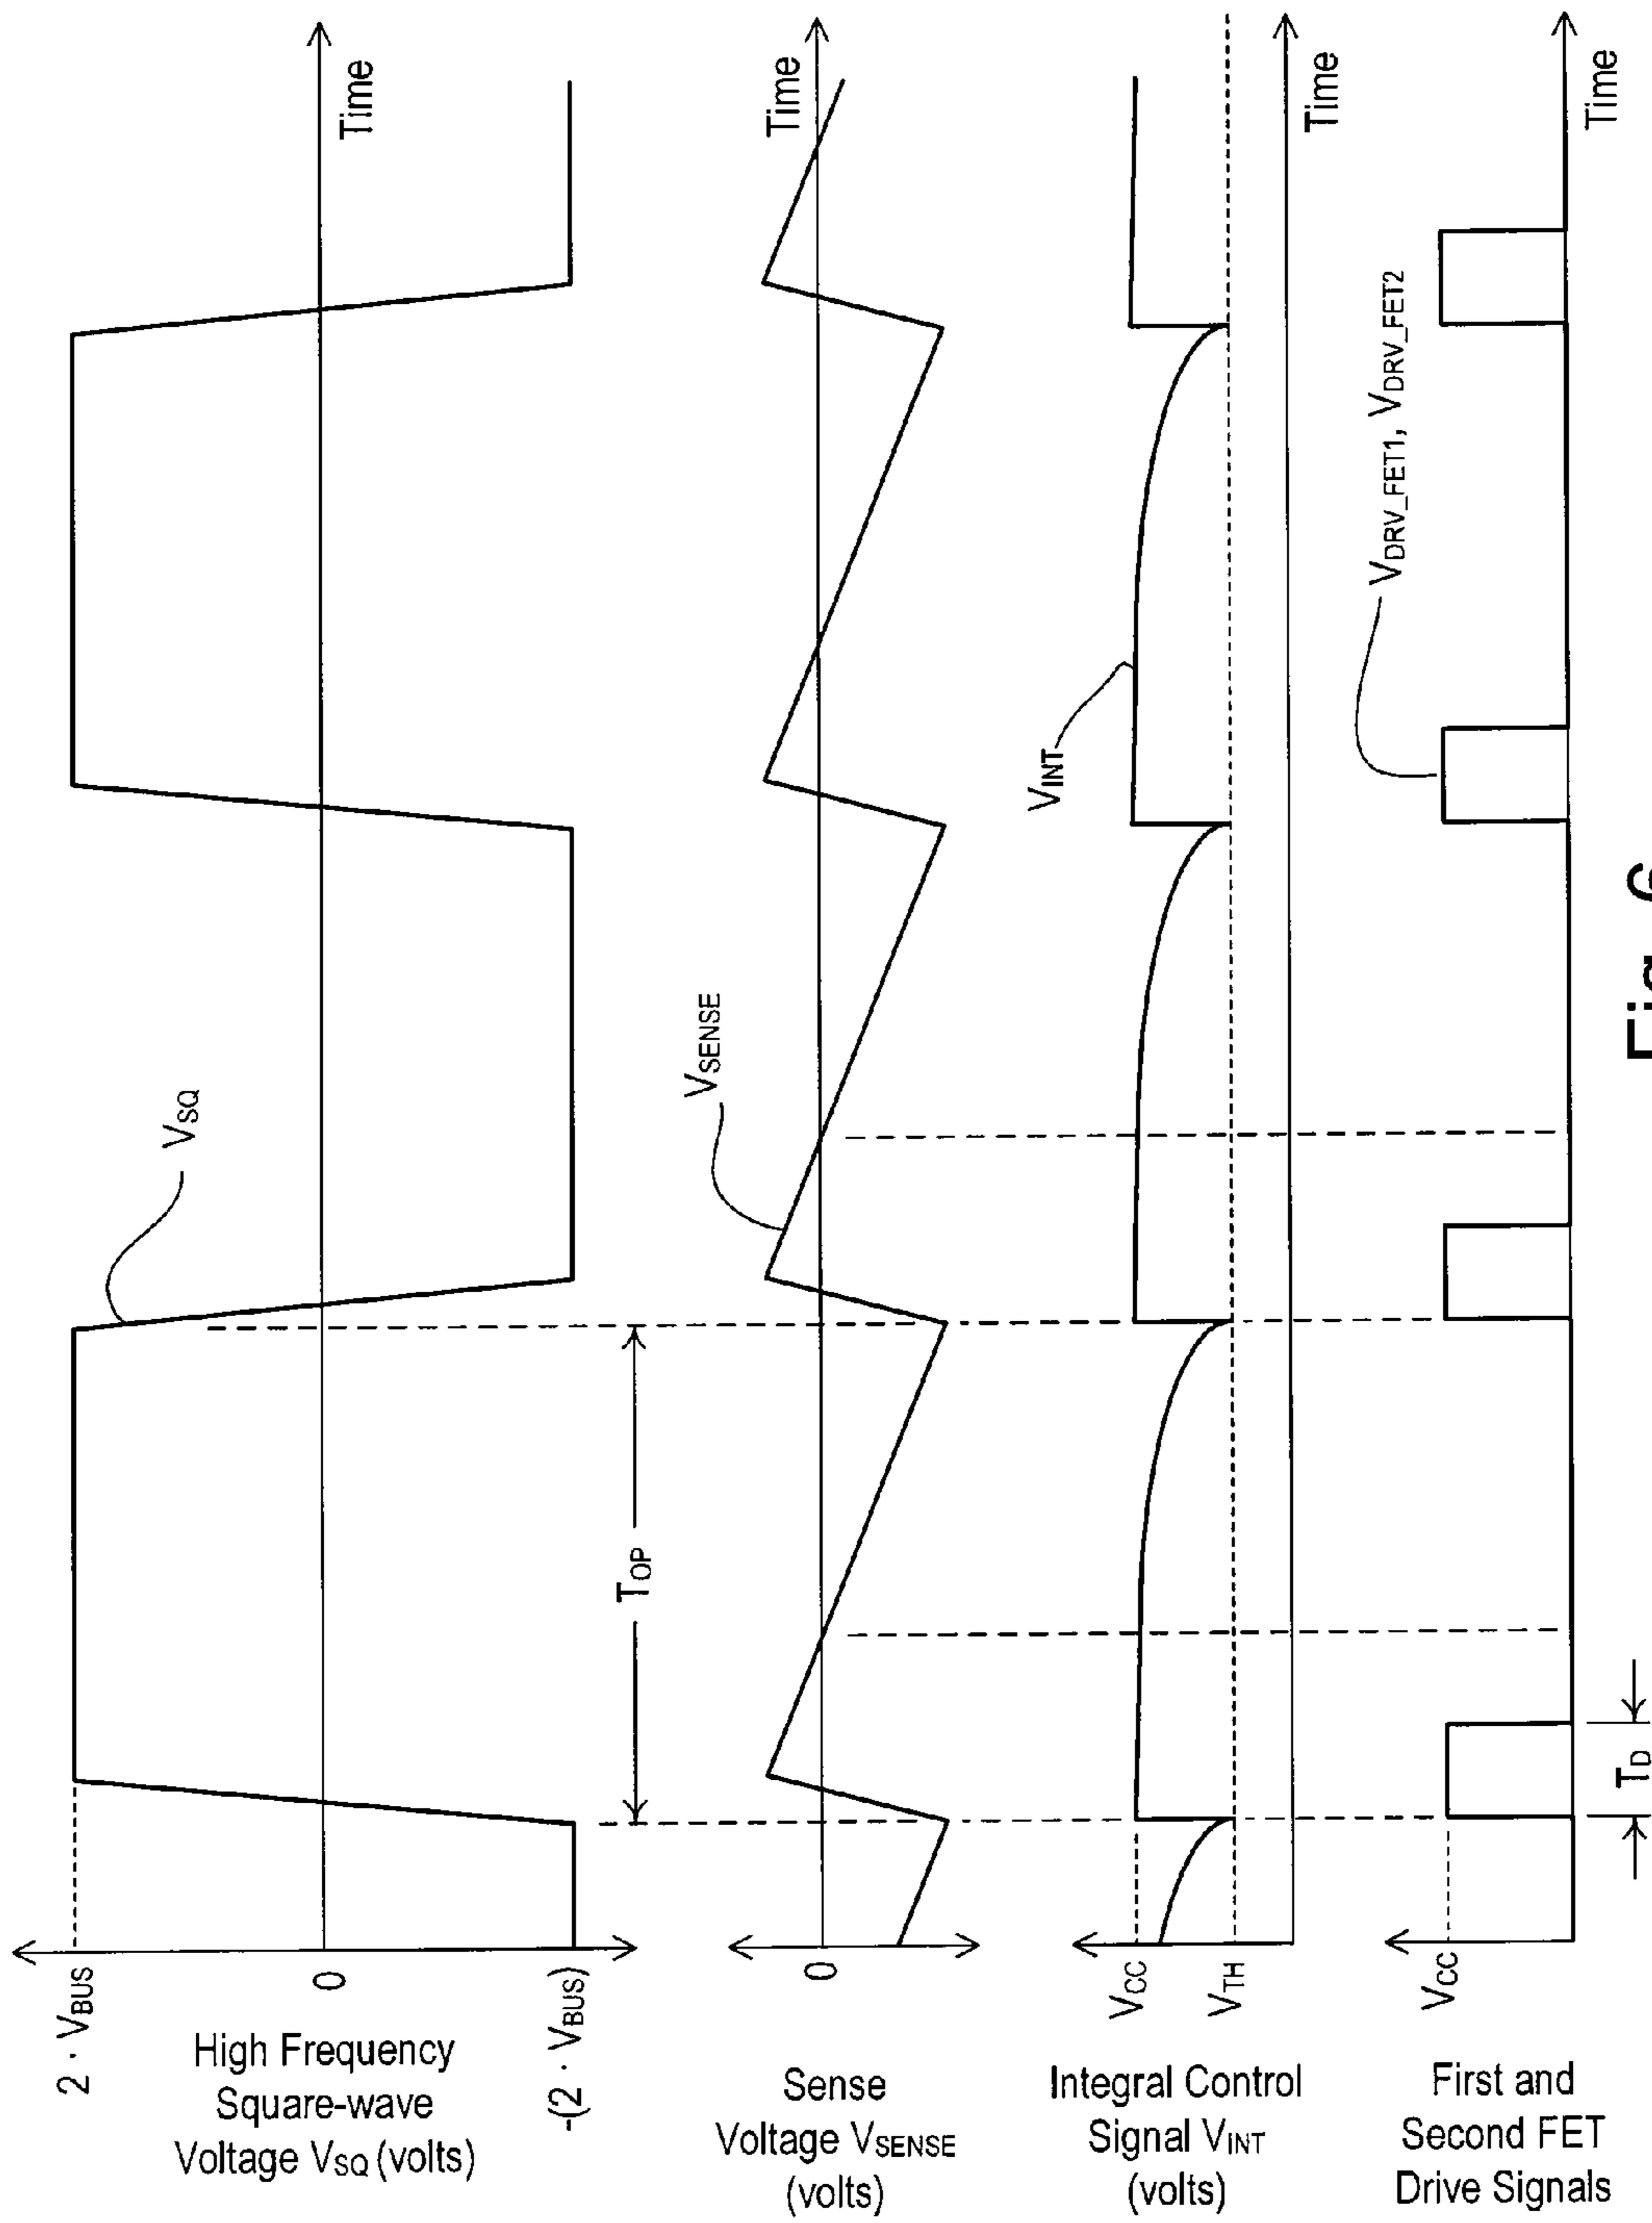 2 · VBUS
0
-(2 · VBUS)
High Frequency
Square-wave
Voltage VSQ (volts)
VSQ
Time
TOP
0
Sense
Voltage VSENSE
(volts)
VSENSE
Time
VCC
VTH
Integral Control
Signal VINT
(volts)
VINT
Time
VCC
First and
Second FET
Drive Signals
VDRV_FET1, VDRV_FET2
Time
TD
Fig. 6